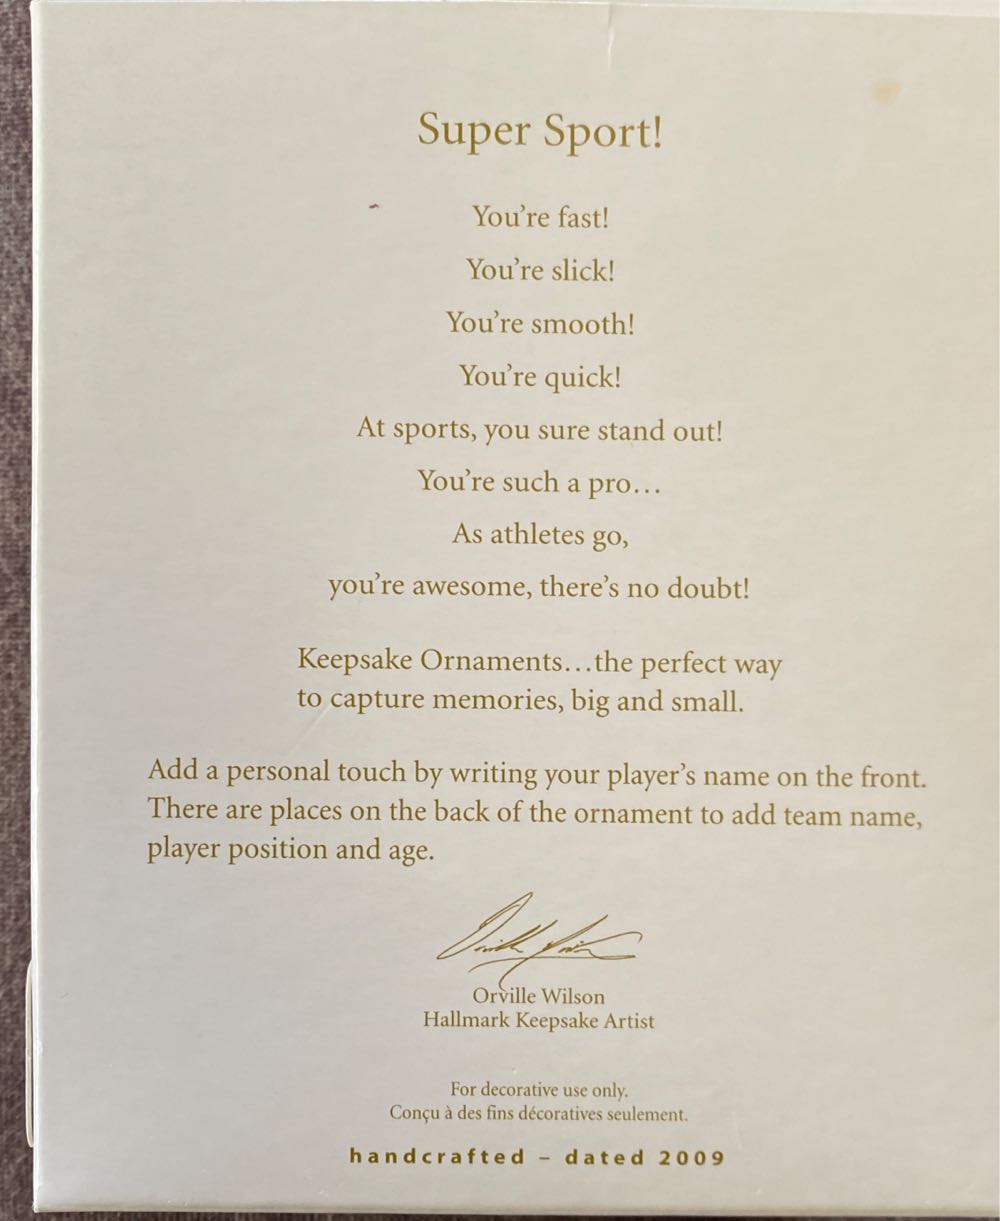 Super Sport!
You're fast!
You're slick!
You're smooth!
You're quick!
At sports, you sure stand out!
You're such a pro...
As athletes go,
you're awesome, there's no doubt!
Keepsake Ornaments...the perfect way
to capture memories, big and small.
Add a personal touch by writing your player's name on the front.
There are places on the back of the ornament to add team name,
player position and age.
Orville Wilson
Orville Wilson
Hallmark Keepsake Artist
For decorative use only.
Conçu à des fins décoratives seulement.
handcrafted – dated 2009